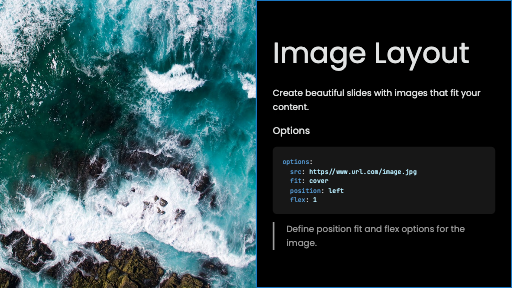 Image Layout
Create beautiful slides with images that fit your
content.
Options
options:
  src: https//www.url.com/image.jpg
  fit: cover
  position: left
  flex: 1
Define position fit and flex options for the
image.